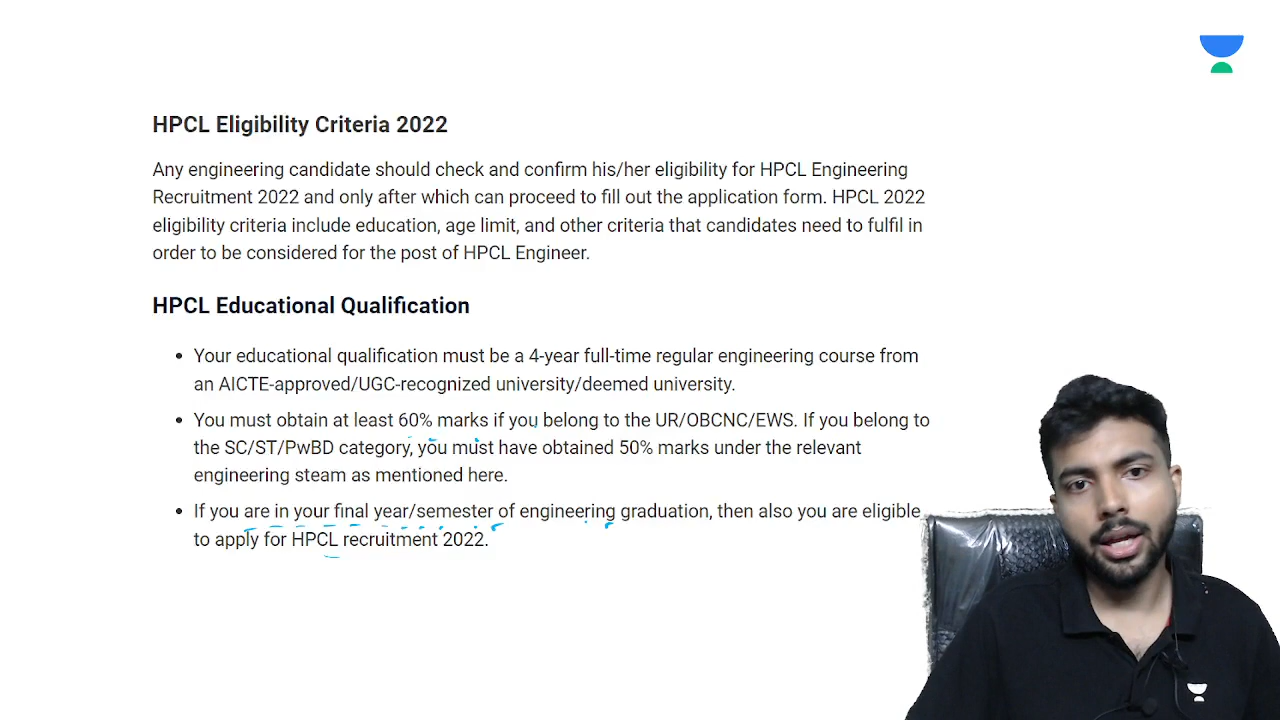 HPCL Eligibility Criteria 2022
Any engineering candidate should check and confirm his/her eligibility for HPCL Engineering
Recruitment 2022 and only after which can proceed to fill out the application form. HPCL 2022
eligibility criteria include education, age limit, and other criteria that candidates need to fulfil in
order to be considered for the post of HPCL Engineer.
HPCL Educational Qualification
• Your educational qualification must be a 4-year full-time regular engineering course from
an AICTE-approved/UGC-recognized university/deemed university.
• You must obtain at least 60% marks if you belong to the UR/OBCNC/EWS. If you belong to
the SC/ST/PwBD category, you must have obtained 50% marks under the relevant
engineering steam as mentioned here.
• If you are in your final year/semester of engineering graduation, then also you are eligible
to apply for HPCL recruitment 2022.